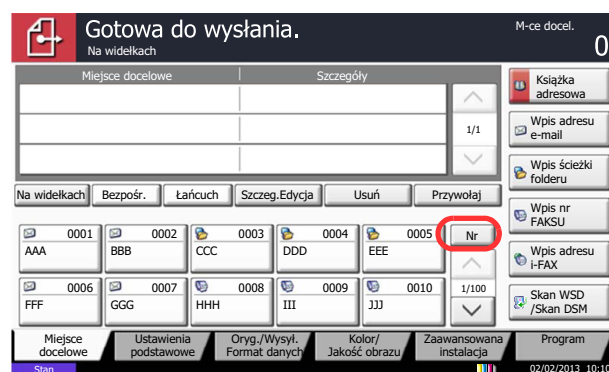 Gotowa do wysłania.
Na widełkach
M-ce docel.
0
Miejsce docelowe
Szczegóły
1/1
Książka
adresowa
Wpis adresu
e-mail
Wpis ścieżki
folderu
Wpis nr
FAKSU
Wpis adresu
i-FAX
Skan WSD
/Skan DSM
Na widełkach Bezpośr. Łańcuch Szczeg.Edycja Usuń Przywołaj
0001 0002 0003 0004 0005 Nr
AAA BBB CCC DDD EEE
0006 0007 0008 0009 0010 1/100
FFF GGG HHH III JJJ
Miejsce
docelowe
Ustawienia
podstawowe
Oryg./Wysył.
Format danych
Kolor/
Jakość obrazu
Zaawansowana
instalacja
Program
Stan 02/02/2013 10:10